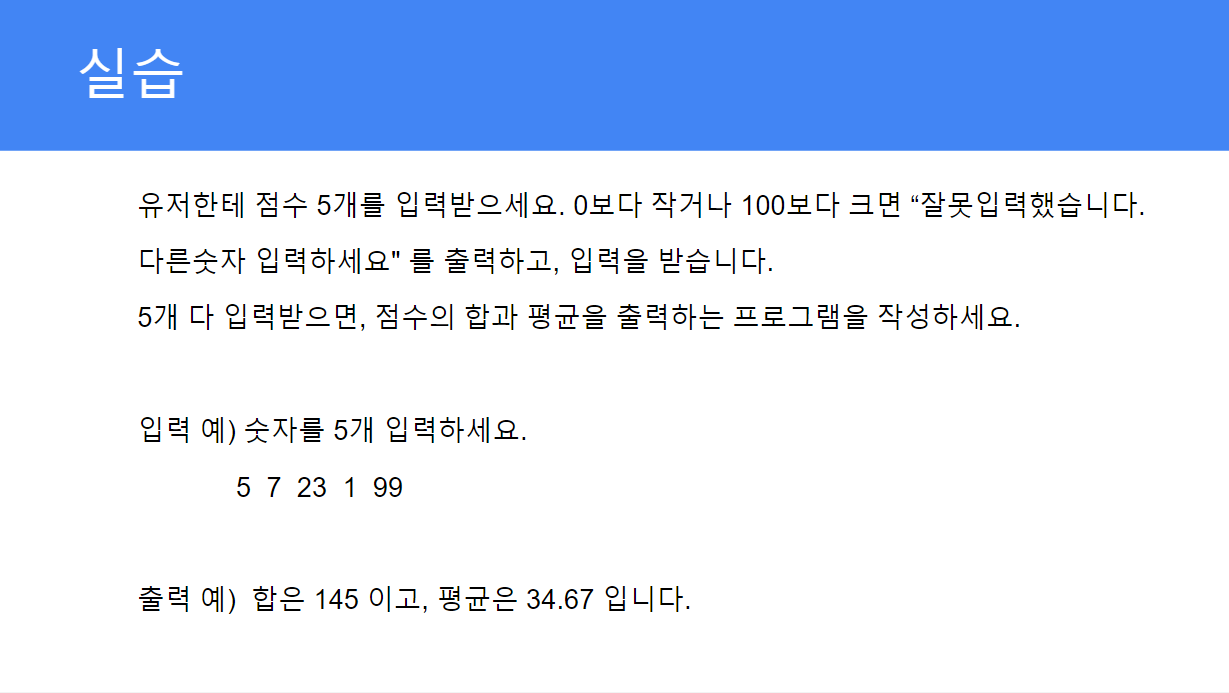 실습
유저한테 점수 5개를 입력받으세요. 0보다 작거나 100보다 크면 “잘못입력했습니다.
다른숫자 입력하세요" 를 출력하고, 입력을 받습니다.
5개 다 입력받으면, 점수의 합과 평균을 출력하는 프로그램을 작성하세요.
입력 예) 숫자를 5개 입력하세요.
5 7 23 1 99
출력 예) 합은 145 이고, 평균은 34.67 입니다.